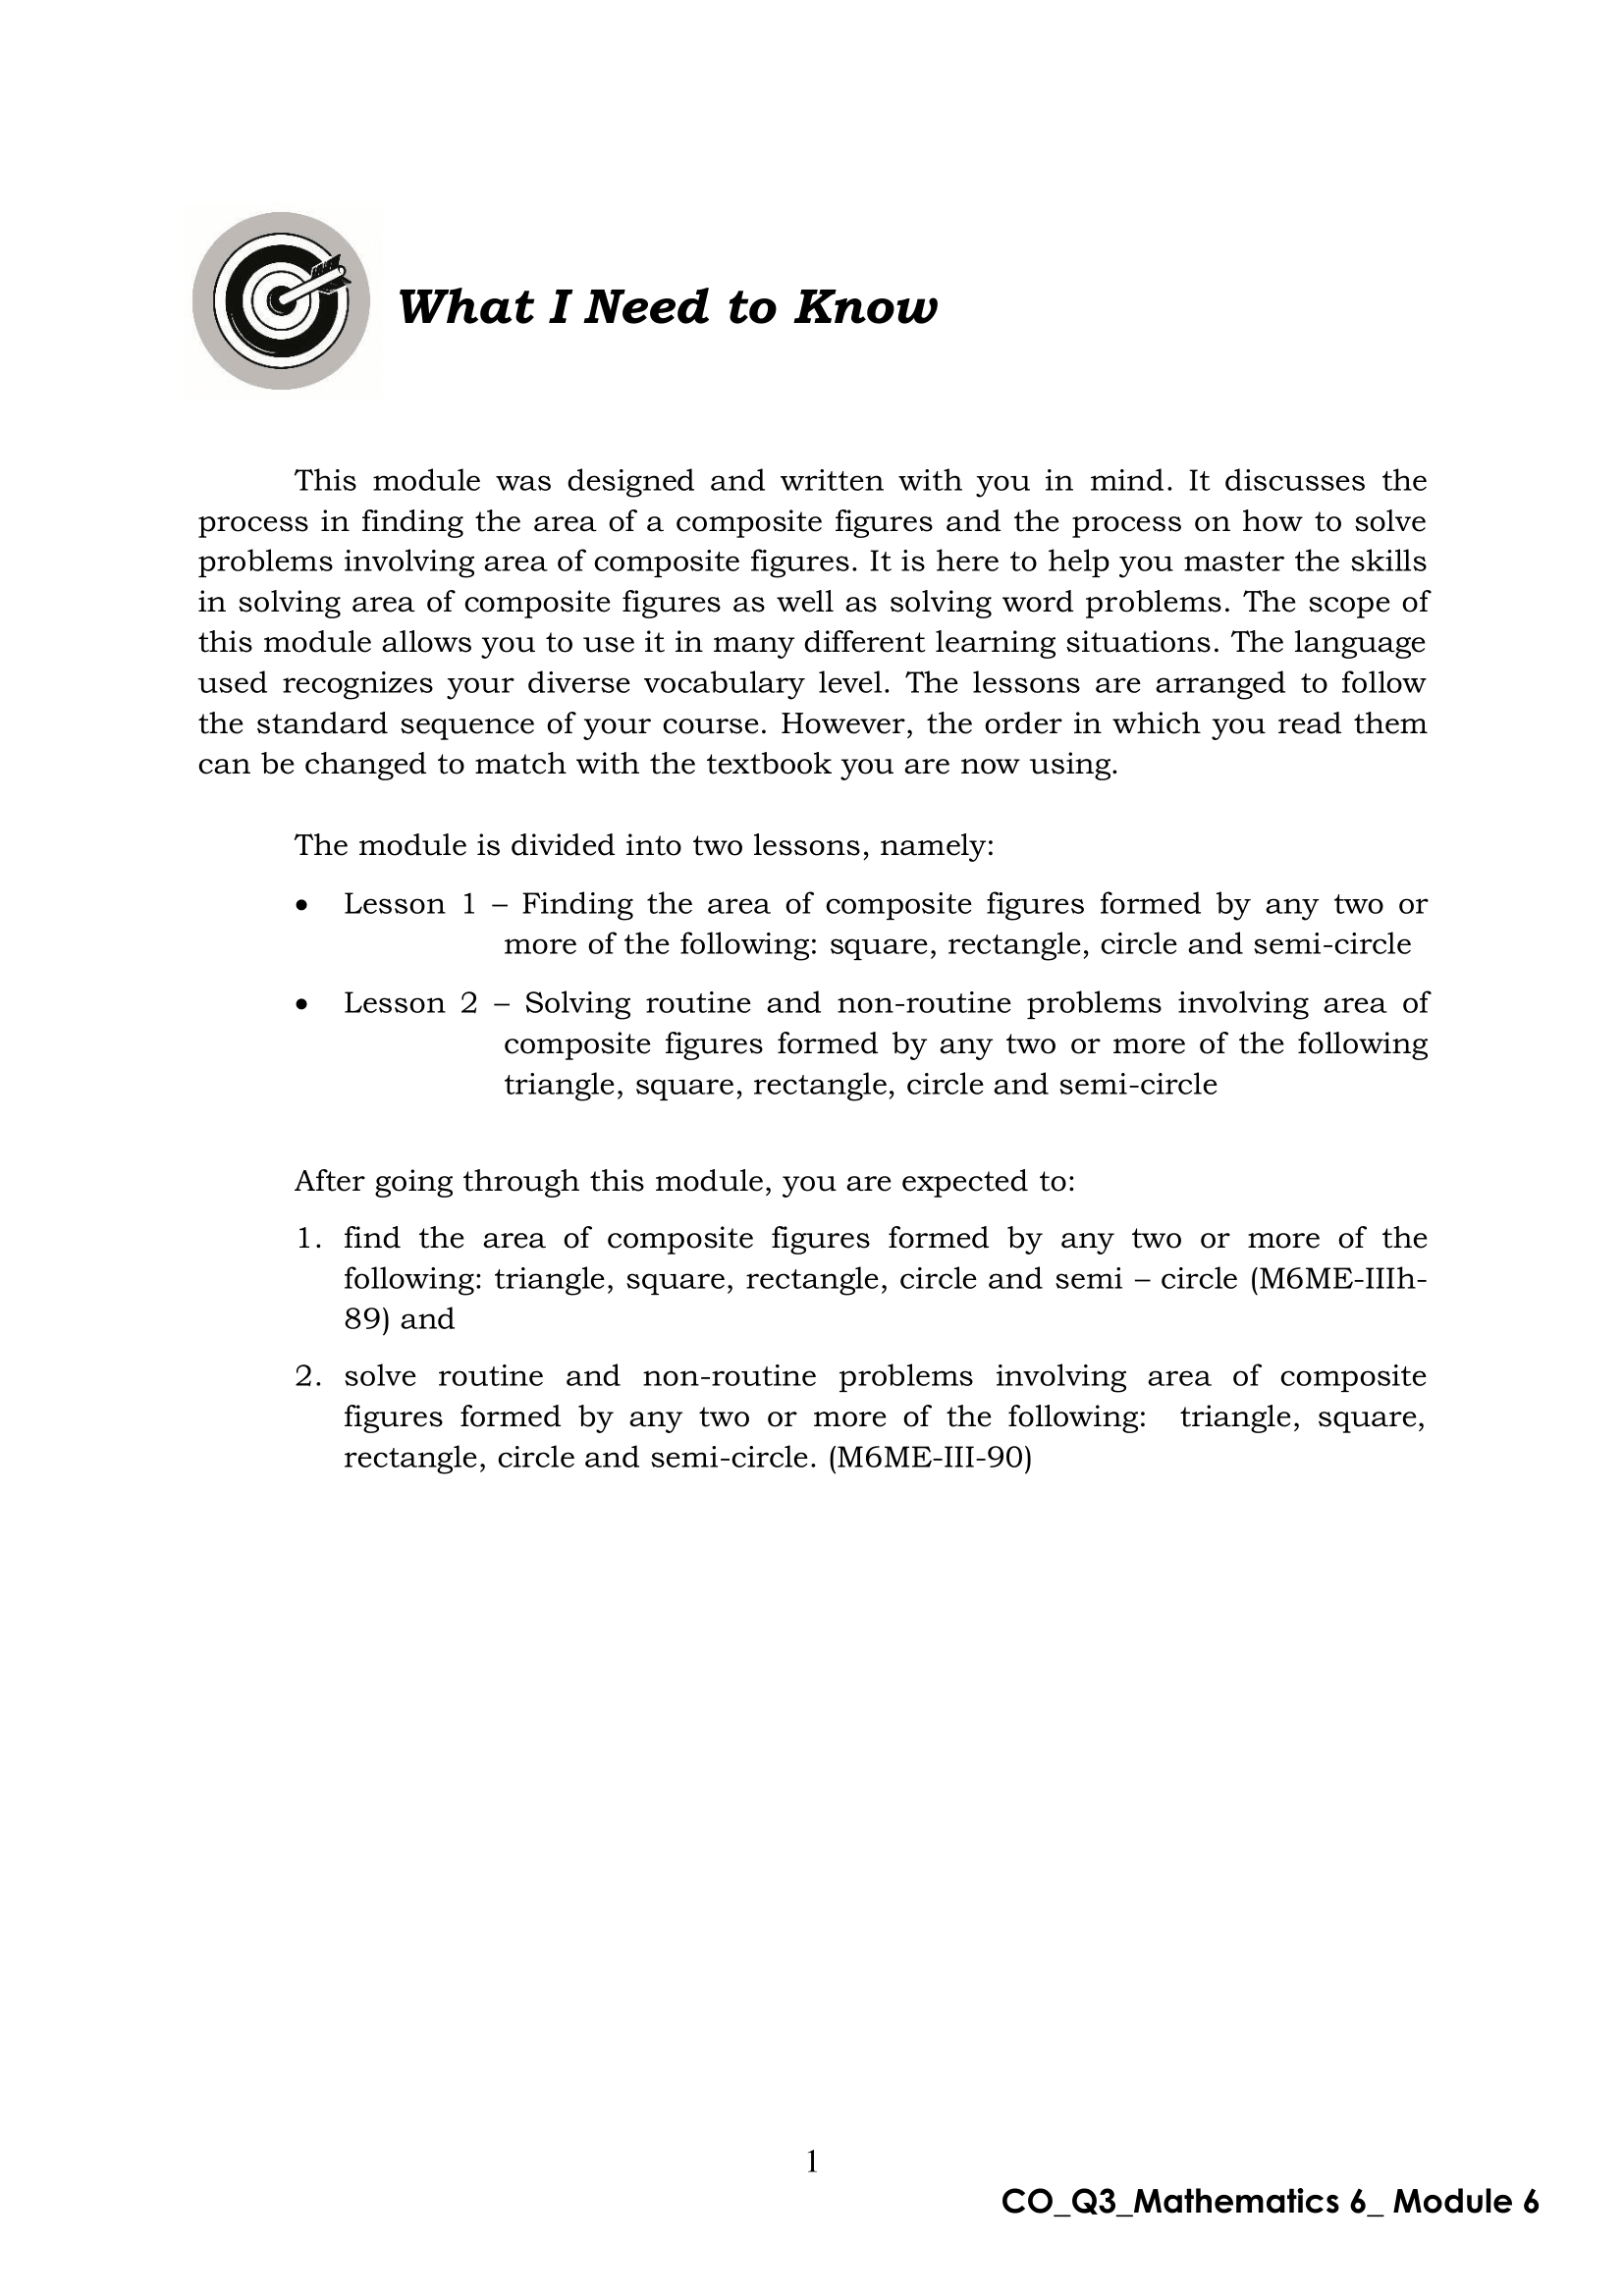 What I Need to Know
This module was designed and written with you in mind. It discusses the
process in finding the area of a composite figures and the process on how to solve
problems involving area of composite figures. It is here to help you master the skills
in solving area of composite figures as well as solving word problems. The scope of
this module allows you to use it in many different learning situations. The language
used recognizes your diverse vocabulary level. The lessons are arranged to follow
the standard sequence of your course. However, the order in which you read them
can be changed to match with the textbook you are now using.
The module is divided into two lessons, namely:
• Lesson 1 – Finding the area of composite figures formed by any two or
more of the following: square, rectangle, circle and semi-circle
• Lesson 2 – Solving routine and non-routine problems involving area of
composite figures formed by any two or more of the following
triangle, square, rectangle, circle and semi-circle
After going through this module, you are expected to:
1. find the area of composite figures formed by any two or more of the
following: triangle, square, rectangle, circle and semi – circle (M6ME-IIIh-
89) and
2. solve routine and non-routine problems involving area of composite
figures formed by any two or more of the following: triangle, square,
rectangle, circle and semi-circle. (M6ME-III-90)
1
CO_Q3_Mathematics 6_ Module 6